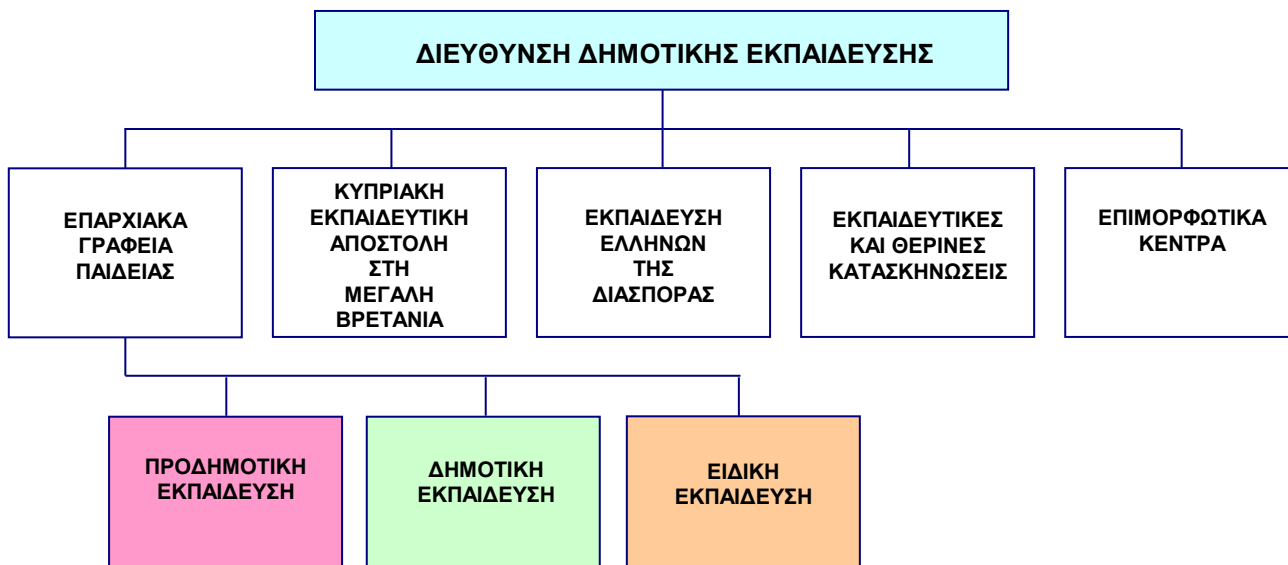 ΔΙΕΥΘΥΝΣΗ ΔΗΜΟΤΙΚΗΣ ΕΚΠΑΙΔΕΥΣΗΣ
ΕΠΑΡΧΙΑΚΑ
ΓΡΑΦΕΙΑ
ΠΑΙΔΕΙΑΣ
ΚΥΠΡΙΑΚΗ
ΕΚΠΑΙΔΕΥΤΙΚΗ
ΑΠΟΣΤΟΛΗ
ΣΤΗ
ΜΕΓΑΛΗ
ΒΡΕΤΑΝΙΑ
ΕΚΠΑΙΔΕΥΣΗ
ΕΛΛΗΝΩΝ
ΤΗΣ
ΔΙΑΣΠΟΡΑΣ
ΕΚΠΑΙΔΕΥΤΙΚΕΣ
ΚΑΙ ΘΕΡΙΝΕΣ
ΚΑΤΑΣΚΗΝΩΣΕΙΣ
ΕΠΙΜΟΡΦΩΤΙΚΑ
ΚΕΝΤΡΑ
ΠΡΟΔΗΜΟΤΙΚΗ
ΕΚΠΑΙΔΕΥΣΗ
ΔΗΜΟΤΙΚΗ
ΕΚΠΑΙΔΕΥΣΗ
ΕΙΔΙΚΗ
ΕΚΠΑΙΔΕΥΣΗ